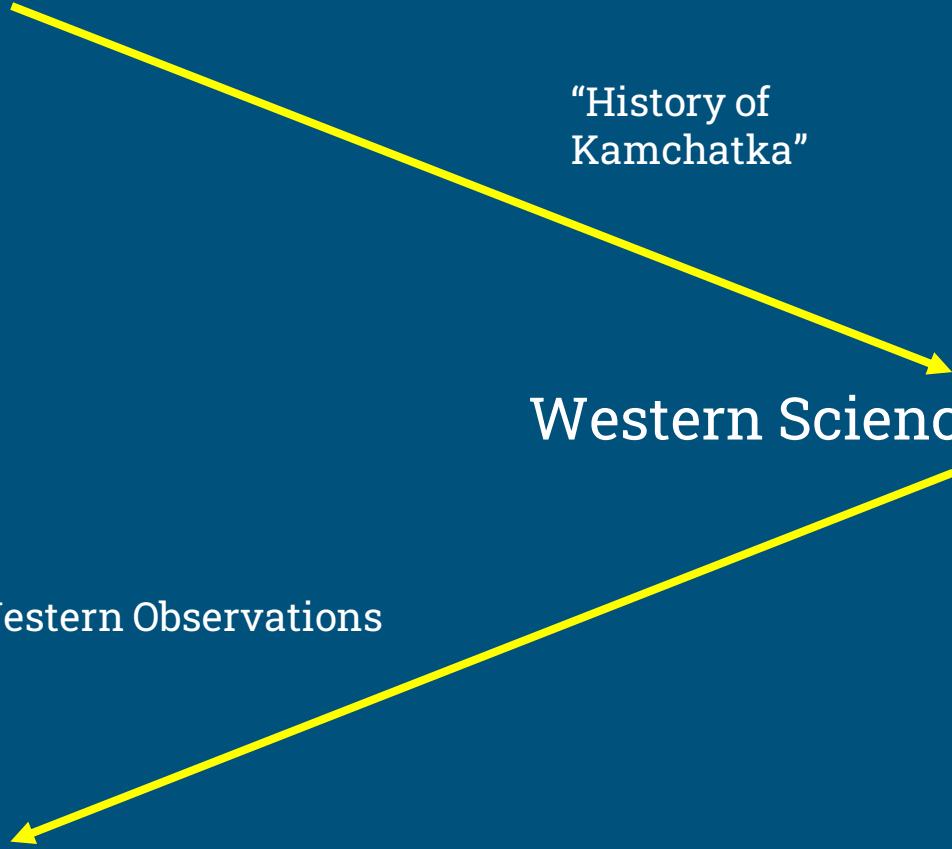 “History of
Kamchatka”
Western Scienc
estern Observations